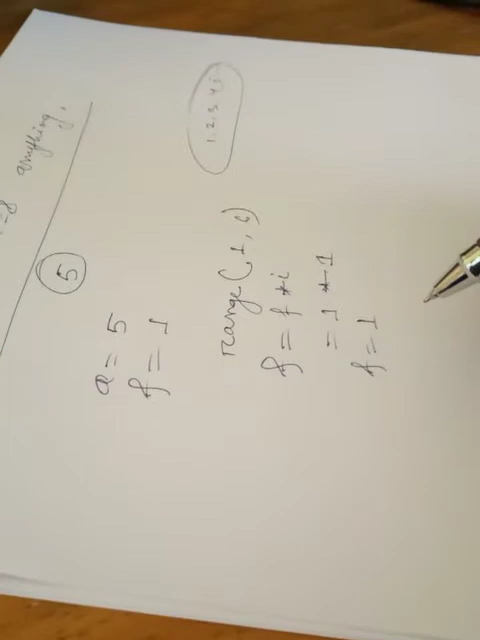 anything.
5
a = 5
f = 1
1, 2, 3, 4, 5
range(1, 6)
f = f * i
= 1 * 1
f = 1